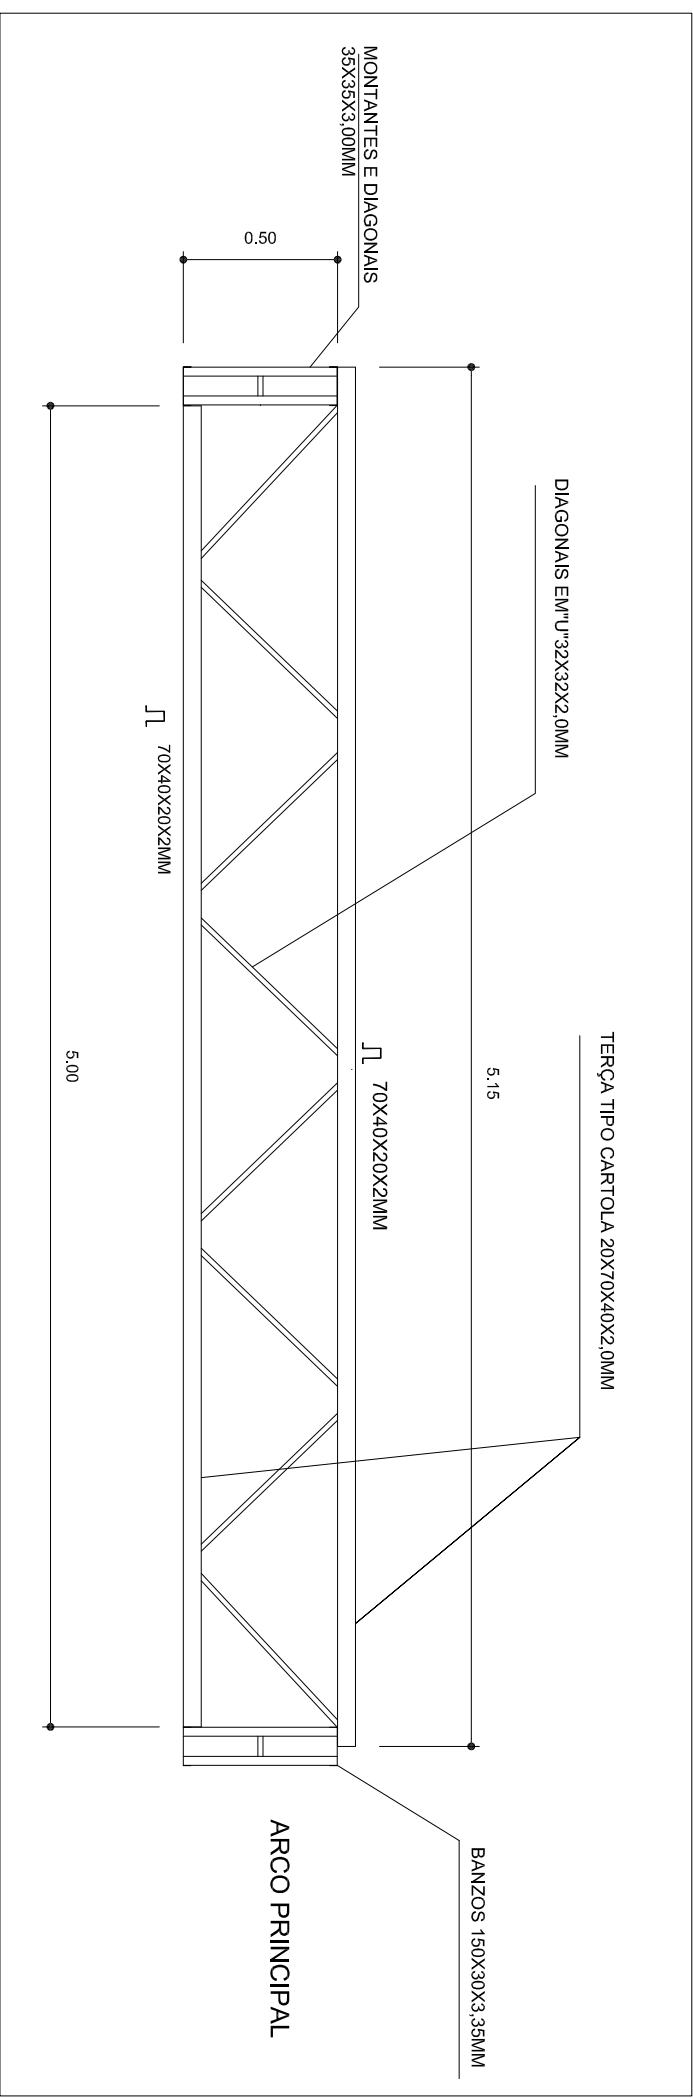 MONTANTES E DIAGONAIS
35X35X3,00MM
0.50
DIAGONAIS EM"U"32X32X2,0MM
TERÇA TIPO CARTOLA 20X70X40X2,0MM
5.15
70X40X20X2MM
70X40X20X2MM
5.00
BANZOS 150X30X3,35MM
ARCO PRINCIPAL